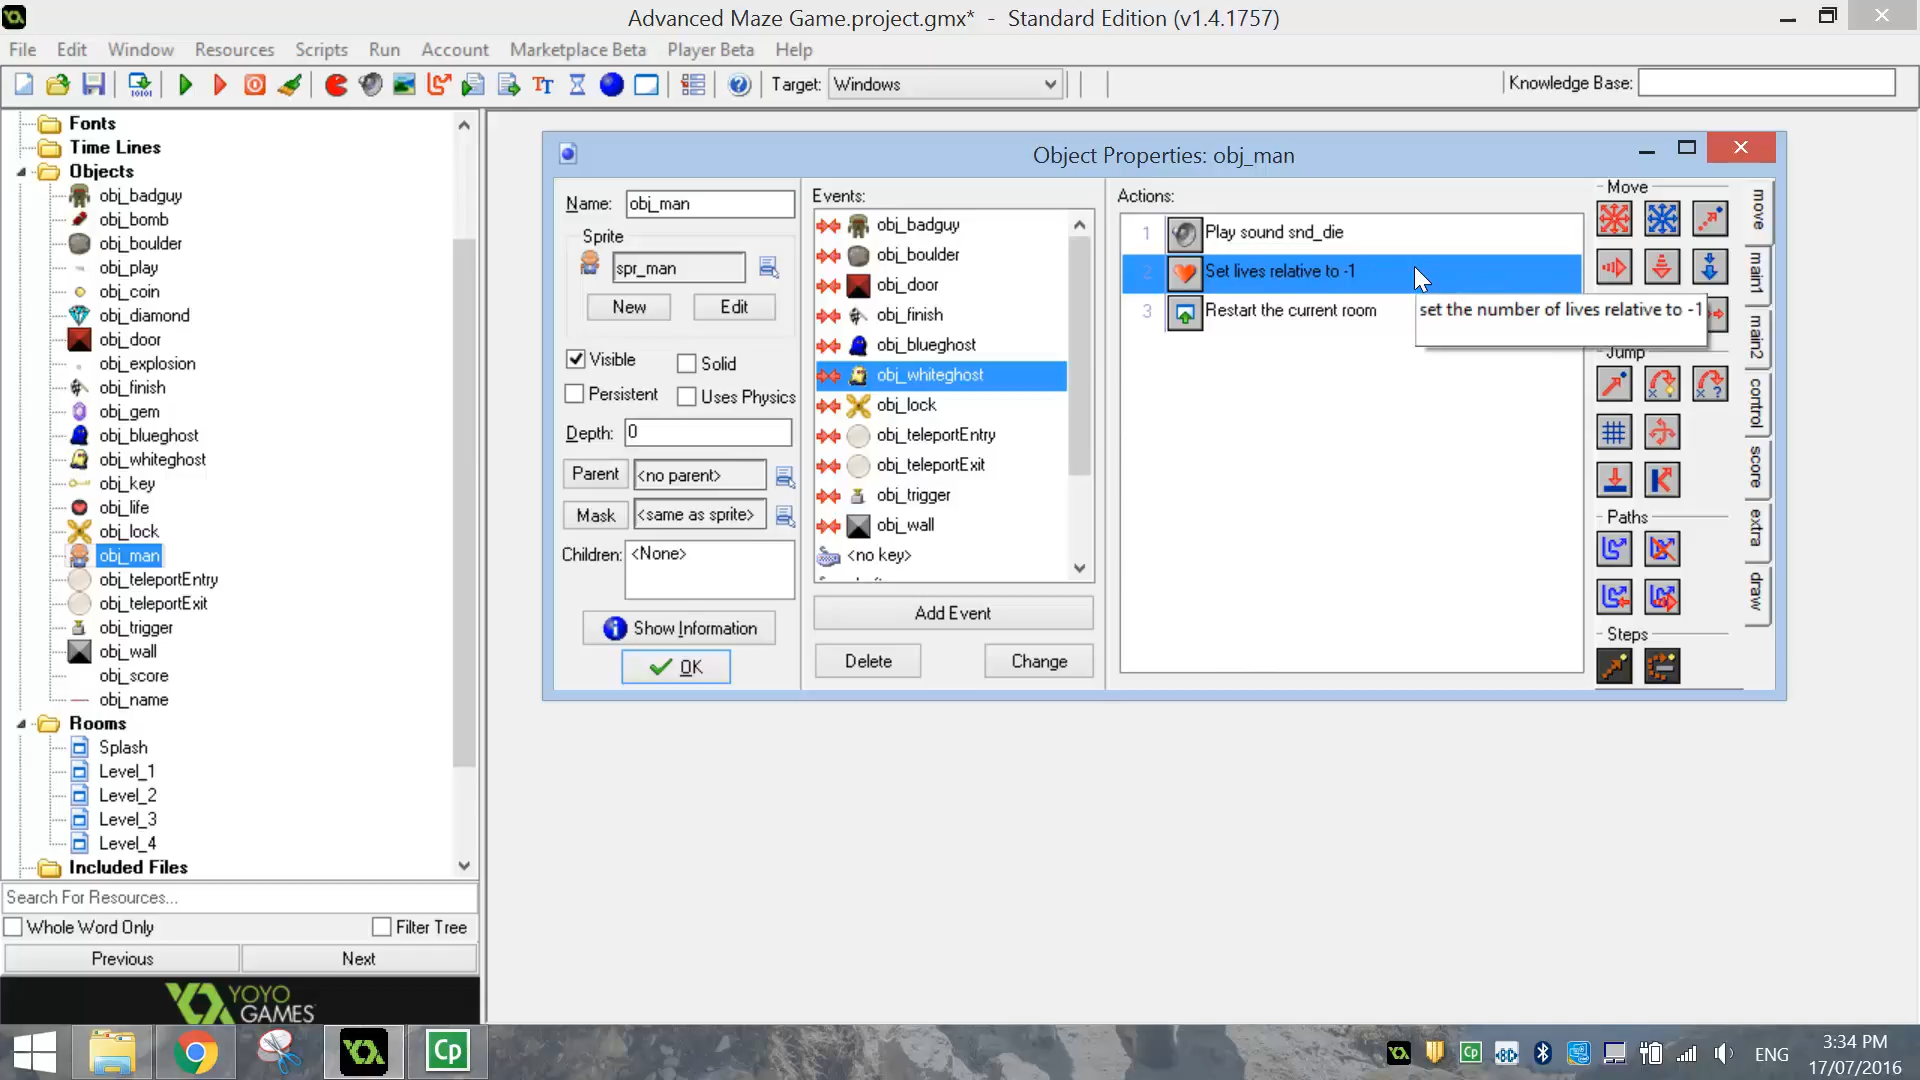 Advanced Maze Game.project.gmx* - Standard Edition (v1.4.1757)
File Edit Window Resources Scripts Run Account Marketplace Beta Player Beta Help
Target: Windows
Knowledge Base:
Fonts
Time Lines
Objects
obj_badguy
obj_bomb
obj_boulder
obj_play
obj_coin
obj_diamond
obj_door
obj_explosion
obj_finish
obj_gem
obj_blueghost
obj_whiteghost
obj_key
obj_life
obj_lock
obj_man
obj_teleportEntry
obj_teleportExit
obj_trigger
obj_wall
obj_score
obj_name
Rooms
Splash
Level_1
Level_2
Level_3
Level_4
Included Files
Search For Resources...
Whole Word Only Filter Tree
Previous Next
YOYO
GAMES
Object Properties: obj_man
Name: obj_man
Sprite
spr_man
New Edit
Visible Solid
Persistent Uses Physics
Depth: 0
Parent <no parent>
Mask <same as sprite>
Children: <None>
Show Information
OK
Events:
obj_badguy
obj_boulder
obj_door
obj_finish
obj_blueghost
obj_whiteghost
obj_lock
obj_teleportEntry
obj_teleportExit
obj_trigger
obj_wall
<no key>
Add Event
Delete Change
Actions:
1 Play sound snd_die
2 Set lives relative to -1
3 Restart the current room
set the number of lives relative to -1
Move
Jump
Paths
Steps
move
main1
main2
control
score
extra
draw
Cp
ENG
3:34 PM
17/07/2016